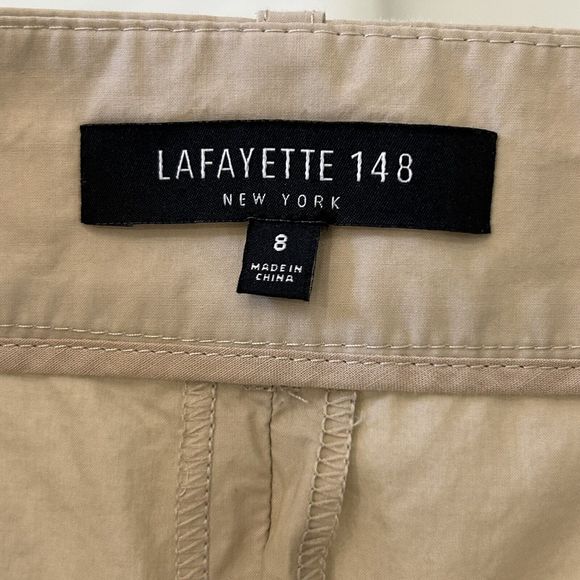 LAFAYETTE 148
NEW YORK
8
MADE IN
CHINA